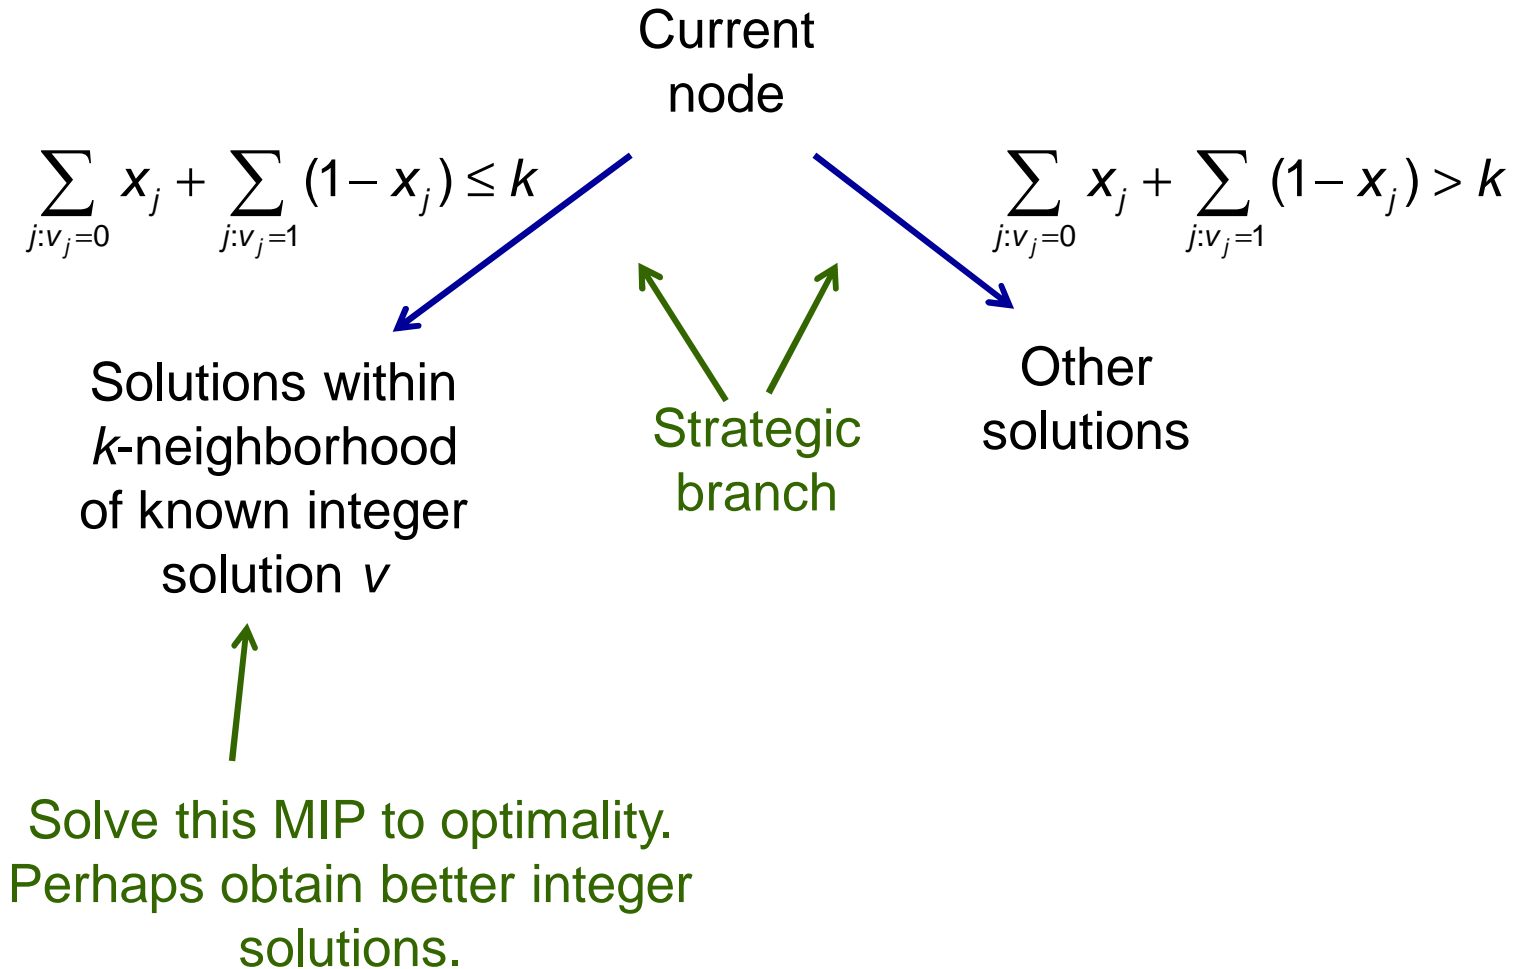 Current
node
∑_{j:v_j=0} x_j + ∑_{j:v_j=1} (1 − x_j) ≤ k
∑_{j:v_j=0} x_j + ∑_{j:v_j=1} (1 − x_j) > k
Solutions within
k-neighborhood
of known integer
solution v
Strategic
branch
Other
solutions
Solve this MIP to optimality.
Perhaps obtain better integer
solutions.